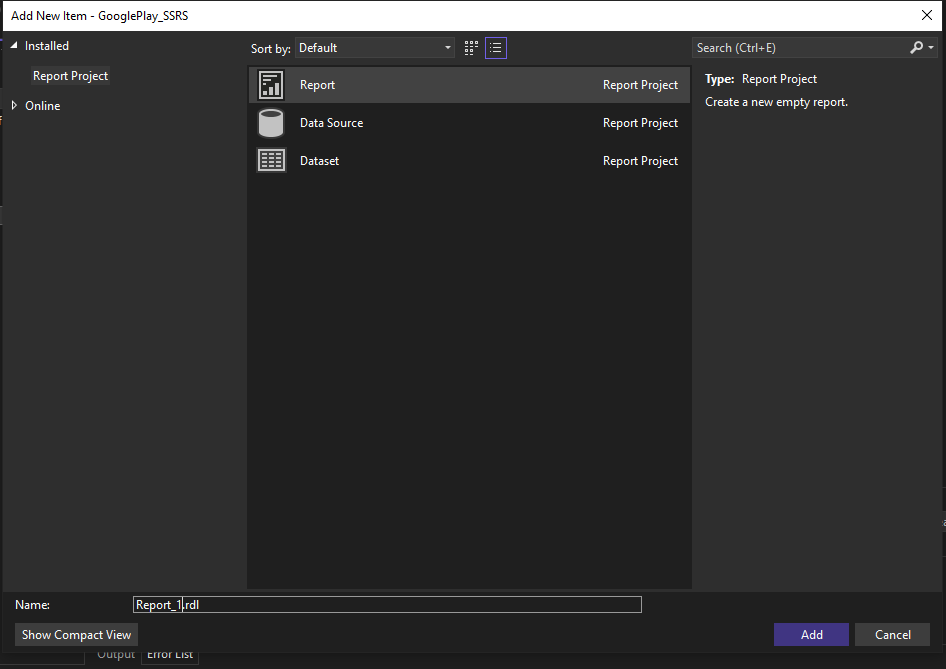 Add New Item - GooglePlay_SSRS
Installed
Report Project
Online
Sort by: Default
Search (Ctrl+E)
Report Report Project
Data Source Report Project
Dataset Report Project
Type: Report Project
Create a new empty report.
Name: Report_1.rdl
Show Compact View
Add Cancel
Output Error List